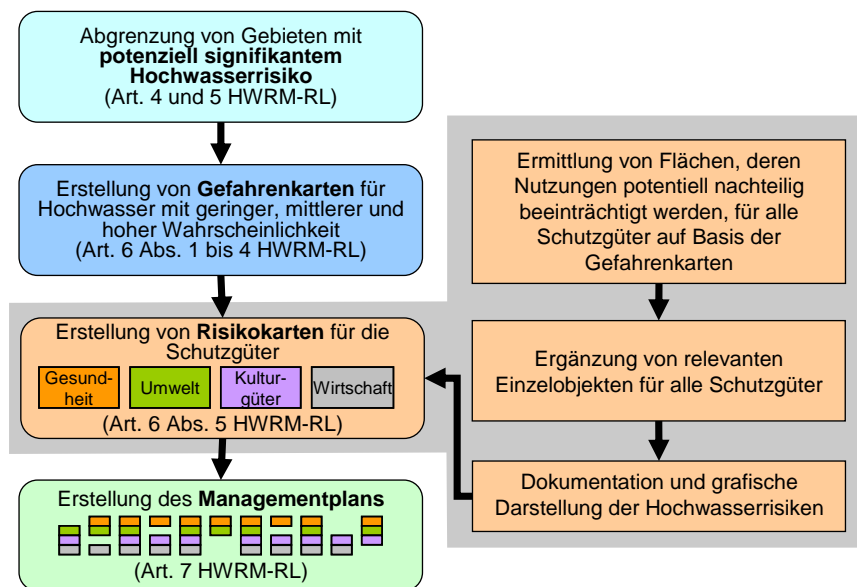 Abgrenzung von Gebieten mit
potenziell signifikantem
Hochwasserrisiko
(Art. 4 und 5 HWRM-RL)
Erstellung von Gefahrenkarten für
Hochwasser mit geringer, mittlerer und
hoher Wahrscheinlichkeit
(Art. 6 Abs. 1 bis 4 HWRM-RL)
Erstellung von Risikokarten für die
Schutzgüter
Gesund-
heit
Umwelt
Kultur-
güter
Wirtschaft
(Art. 6 Abs. 5 HWRM-RL)
Erstellung des Managementplans
(Art. 7 HWRM-RL)
Ermittlung von Flächen, deren
Nutzungen potentiell nachteilig
beeinträchtigt werden, für alle
Schutzgüter auf Basis der
Gefahrenkarten
Ergänzung von relevanten
Einzelobjekten für alle Schutzgüter
Dokumentation und grafische
Darstellung der Hochwasserrisiken